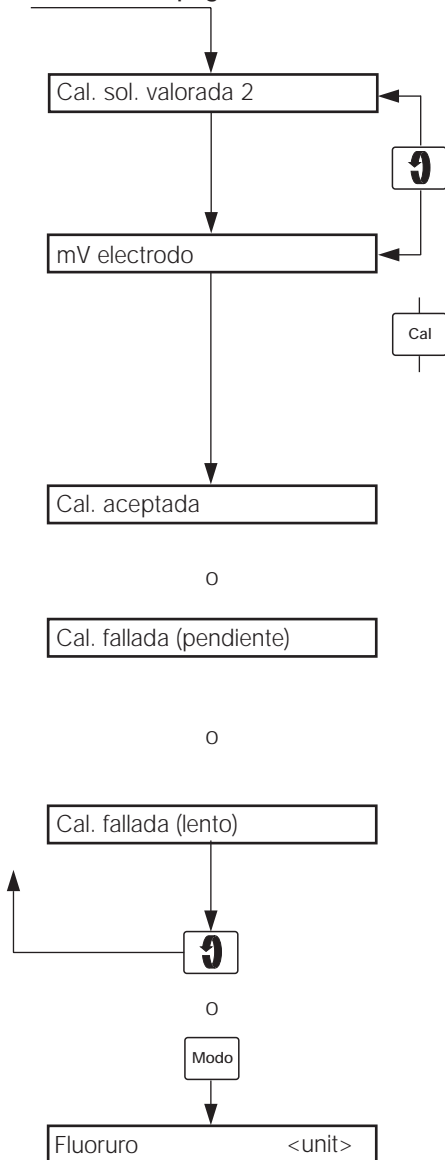 Cal. sol. valorada 2
mV electrodo
Cal
Cal. aceptada
o
Cal. fallada (pendiente)
o
Cal. fallada (lento)
o
Modo
Fluoruro <unit>